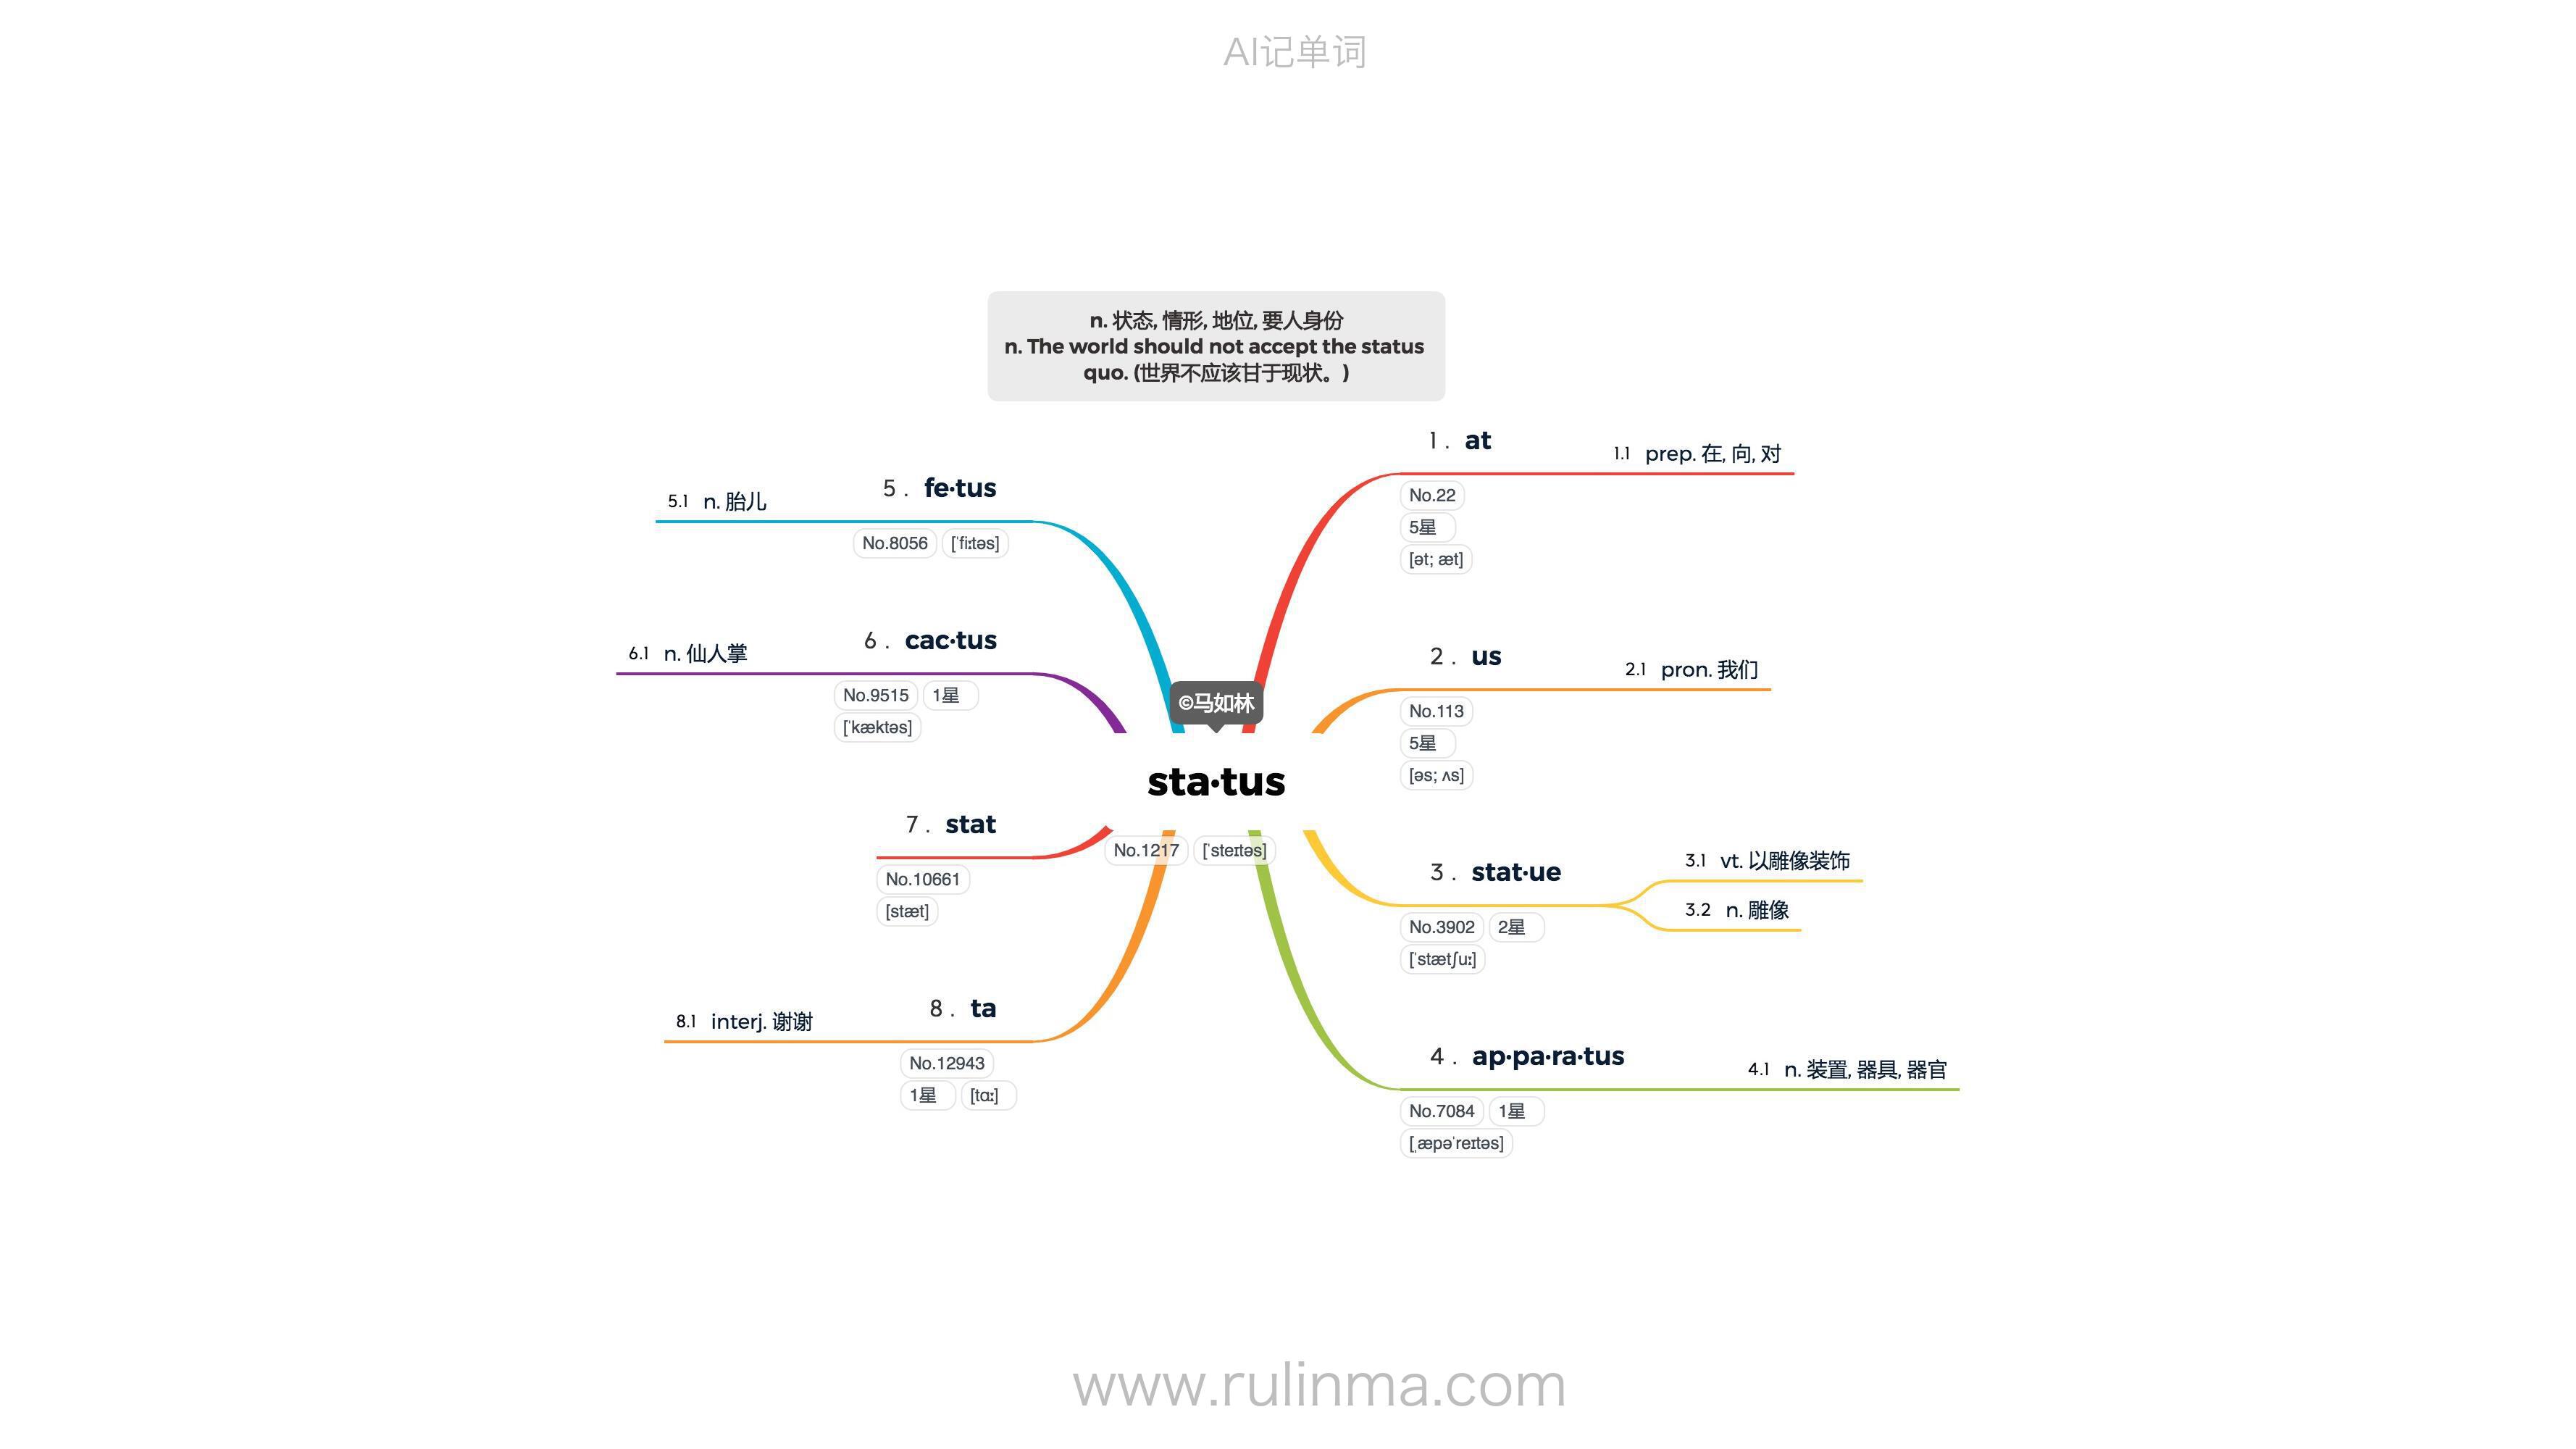 AI记单词
n. 状态, 情形, 地位, 要人身份
n. The world should not accept the status
quo. (世界不应该甘于现状。)
©马如林
sta·tus
No.1217 [ˈsteɪtəs]
1 . at
1.1 prep. 在, 向, 对
No.22
5星
[ət; æt]
2 . us
2.1 pron. 我们
No.113
5星
[əs; ʌs]
3 . stat·ue
3.1 vt. 以雕像装饰
3.2 n. 雕像
No.3902 2星
[ˈstætʃuː]
4 . ap·pa·ra·tus
4.1 n. 装置, 器具, 器官
No.7084 1星
[ˌæpəˈreɪtəs]
5 . fe·tus
5.1 n. 胎儿
No.8056 [ˈfiːtəs]
6 . cac·tus
6.1 n. 仙人掌
No.9515 1星
[ˈkæktəs]
7 . stat
No.10661
[stæt]
8 . ta
8.1 interj. 谢谢
No.12943
1星 [tɑː]
www.rulinma.com